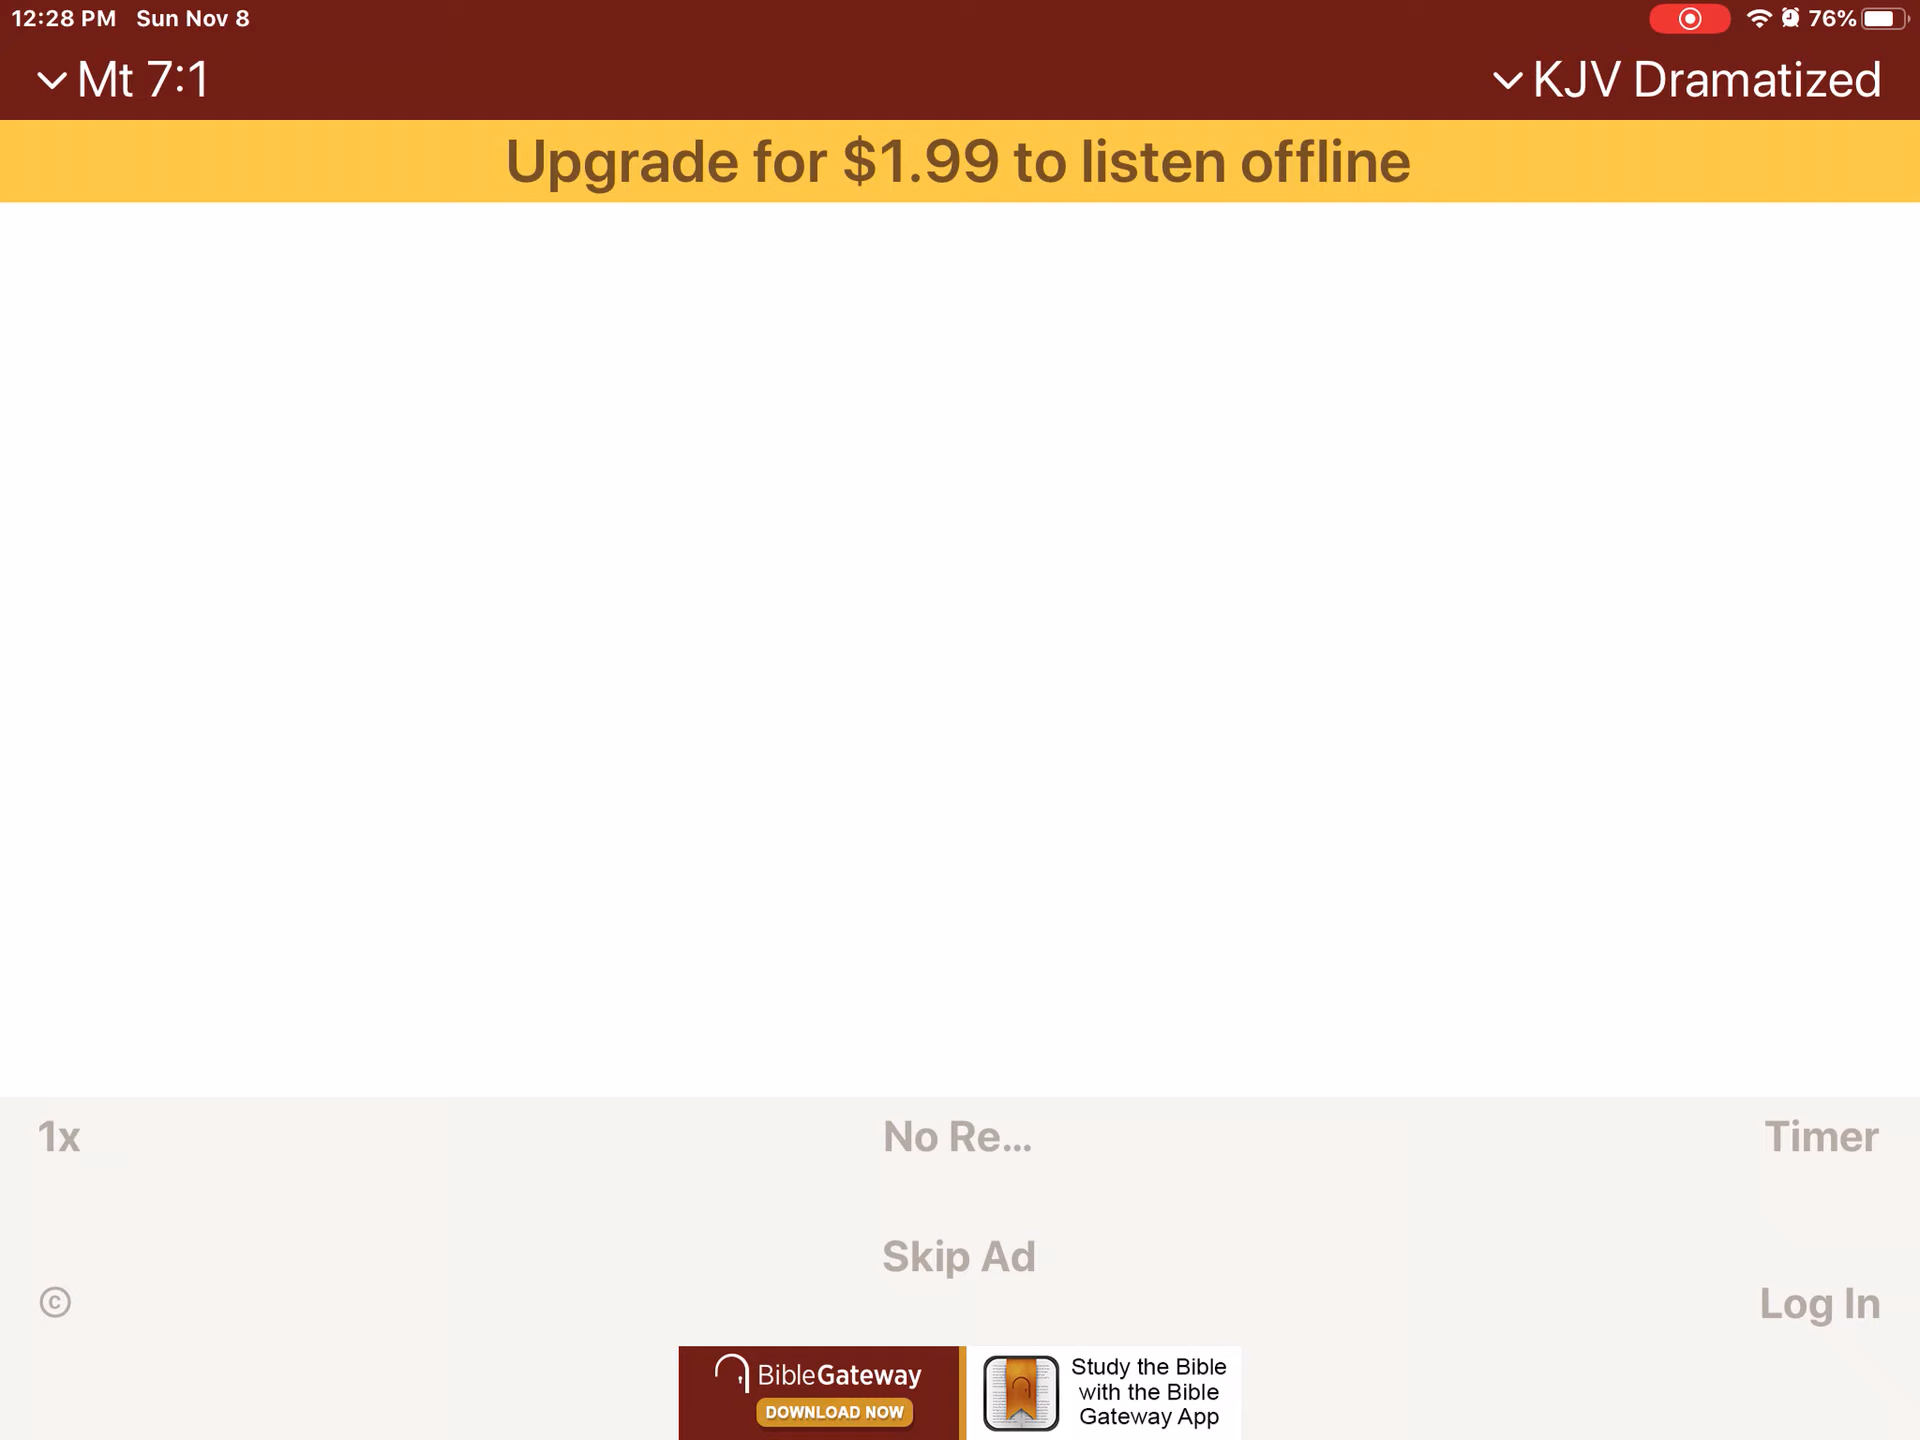 12:28 PM Sun Nov 8 76%
Mt 7:1 KJV Dramatized
Upgrade for $1.99 to listen offline
1x No Re... Timer
Skip Ad
© Log In
BibleGateway
DOWNLOAD NOW
Study the Bible
with the Bible
Gateway App